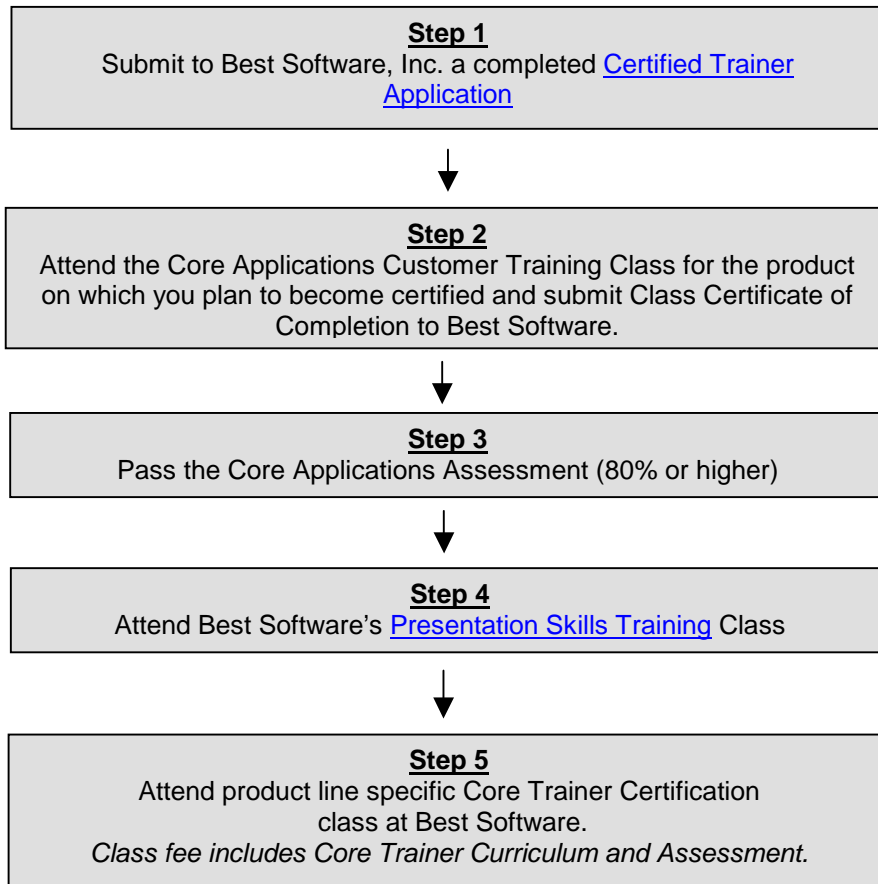 Step 1
Submit to Best Software, Inc. a completed Certified Trainer
Application
Step 2
Attend the Core Applications Customer Training Class for the product
on which you plan to become certified and submit Class Certificate of
Completion to Best Software.
Step 3
Pass the Core Applications Assessment (80% or higher)
Step 4
Attend Best Software’s Presentation Skills Training Class
Step 5
Attend product line specific Core Trainer Certification
class at Best Software.
Class fee includes Core Trainer Curriculum and Assessment.